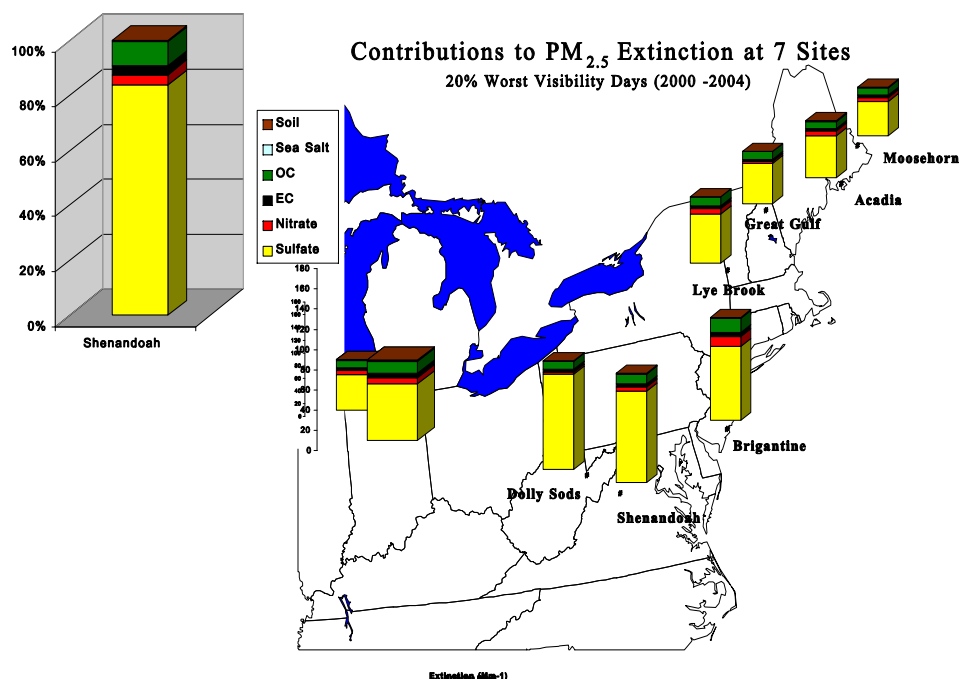 Contributions to PM2.5 Extinction at 7 Sites
20% Worst Visibility Days (2000 -2004)
100%
80%
60%
40%
20%
0%
Shenandoah
Soil
Sea Salt
OC
EC
Nitrate
Sulfate
180
160
140
120
100
80
60
40
20
0
Moosehorn
Acadia
Great Gulf
Lye Brook
Brigantine
Dolly Sods
Shenandoah
Extinction